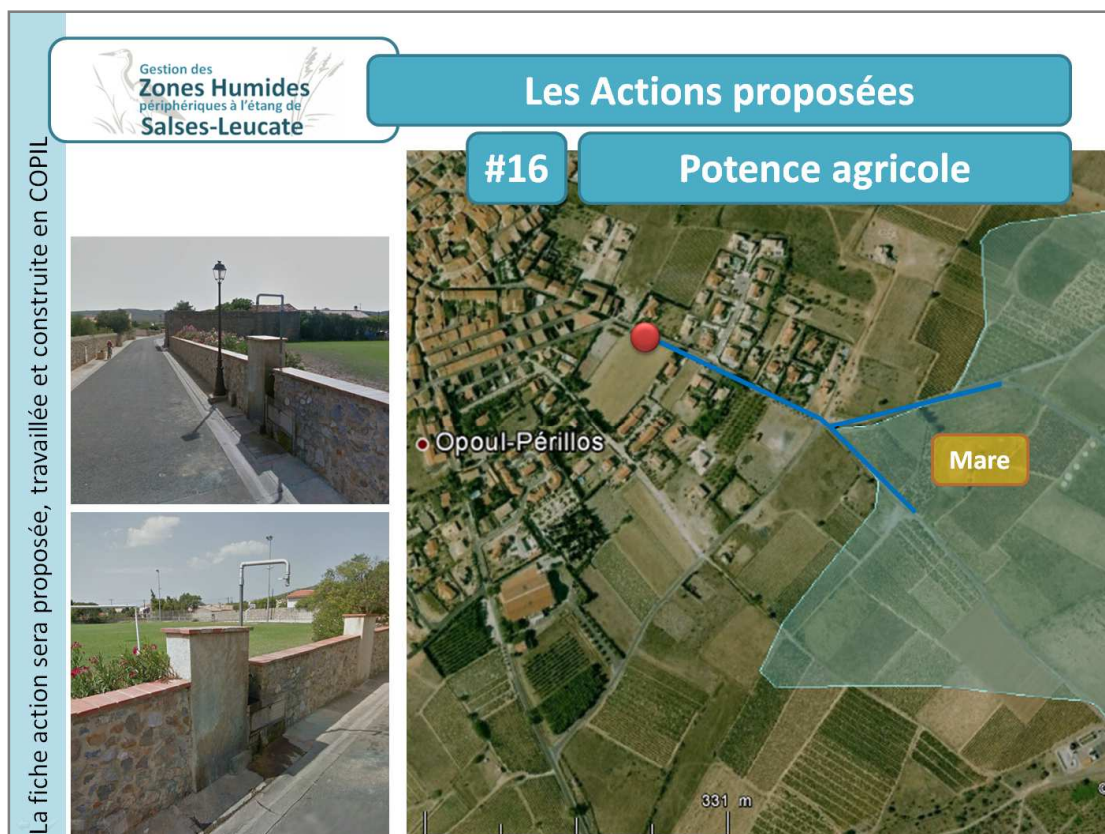 La fiche action sera proposée, travaillée et construite en COPIL
Gestion des
Zones Humides
périphériques à l'étang de
Salses-Leucate
Les Actions proposées
#16
Potence agricole
Opoul-Périllos
Mare
331 m
©